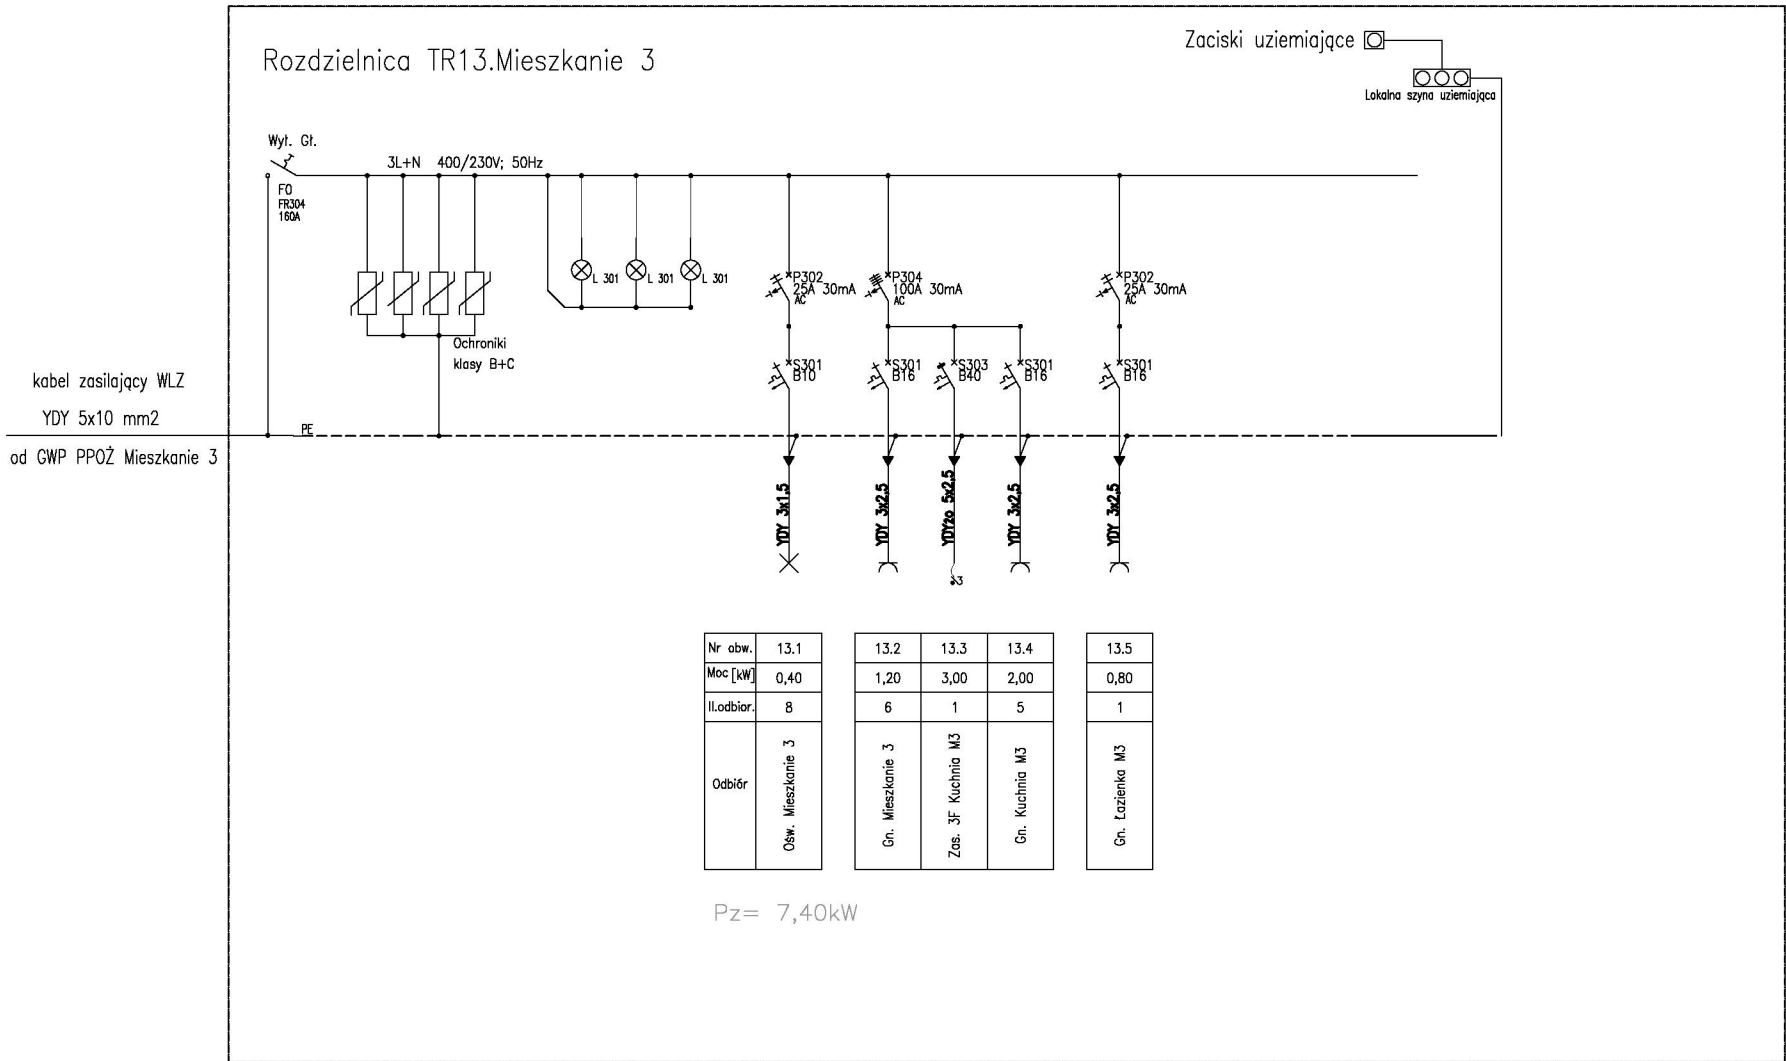 Rozdzielnica TR13.Mieszkanie 3
Zaciski uziemiające
Lokalna szyna uziemiająca
Wył. Gł.
3L+N 400/230V; 50Hz
F0
FR304
160A
L 301
L 301
L 301
Ochroniki
klasy B+C
P302
25A 30mA
AC
P304
100A 30mA
AC
P302
25A 30mA
AC
S301
B10
S301
B16
S303
B40
S301
B16
S301
B16
kabel zasilający WLZ
YDY 5x10 mm2
od GWP PPOŻ Mieszkanie 3
PE
YDY 3x1,5
YDY 3x2,5
YDYżo 5x2,5
YDY 3x2,5
YDY 3x2,5
3
Nr obw. 13.1 13.2 13.3 13.4 13.5
Moc [kW] 0,40 1,20 3,00 2,00 0,80
Il.odbior. 8 6 1 5 1
Odbiór
Ośw. Mieszkanie 3
Gn. Mieszkanie 3
Zas. 3F Kuchnia M3
Gn. Kuchnia M3
Gn. Łazienka M3
Pz= 7,40kW